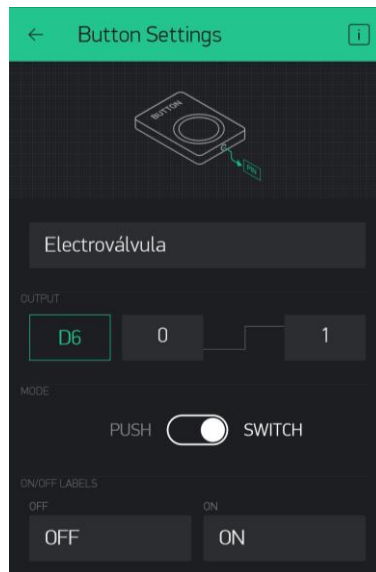 ← Button Settings i
BUTTON
PIN
Electroválvula
OUTPUT
D6 0 1
MODE
PUSH SWITCH
ON/OFF LABELS
OFF ON
OFF ON